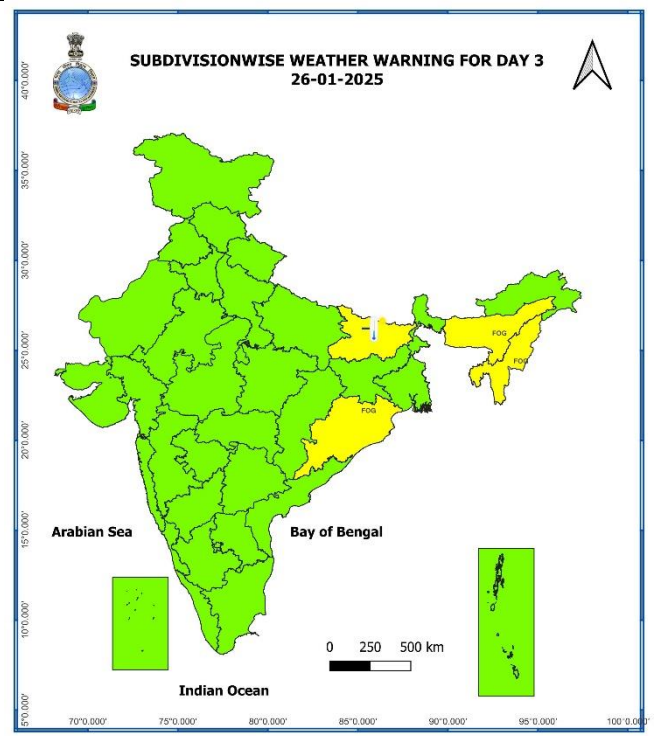 SUBDIVISIONWISE WEATHER WARNING FOR DAY 3
26-01-2025
40°0.000'
35°0.000'
30°0.000'
25°0.000'
20°0.000'
15°0.000'
10°0.000'
5°0.000'
FOG
FOG
FOG
Arabian Sea
Bay of Bengal
0 250 500 km
Indian Ocean
70°0.000' 75°0.000' 80°0.000' 85°0.000' 90°0.000' 95°0.000' 100°0.000'